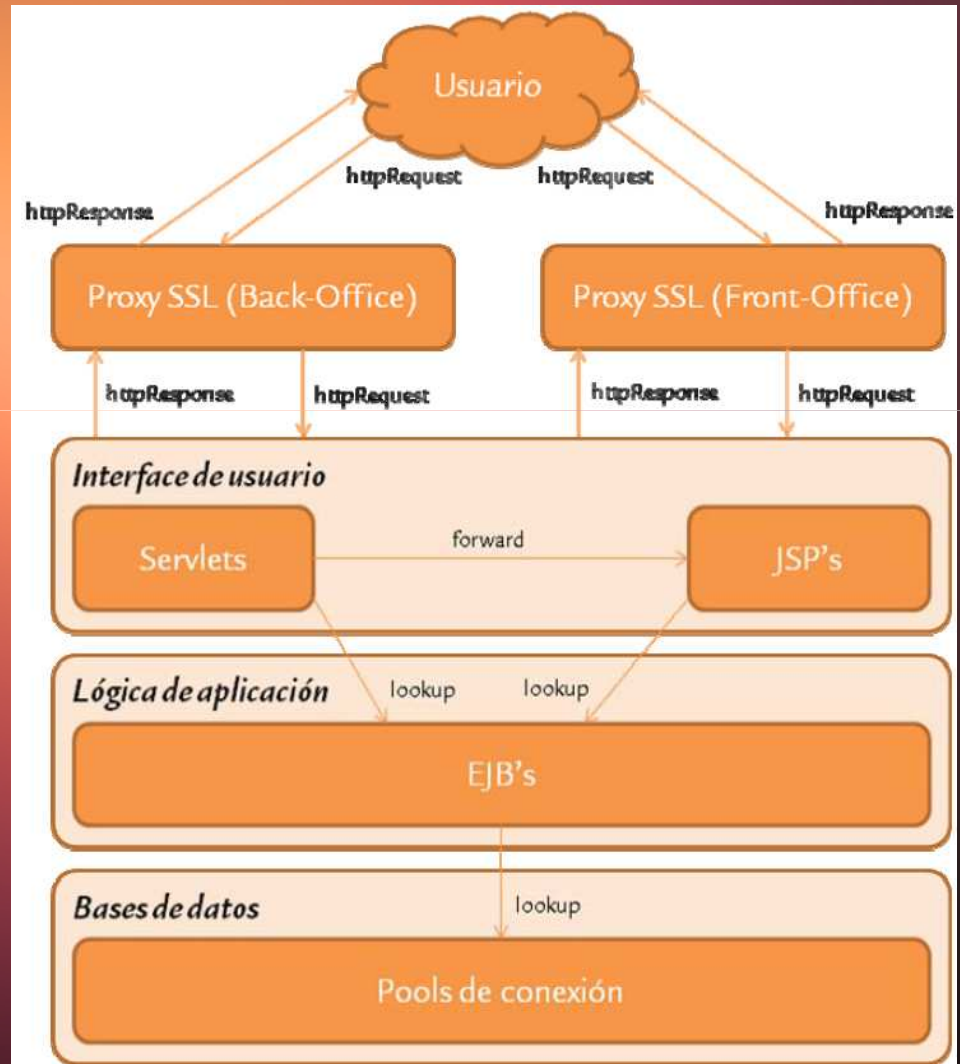 Usuario
httpRequest
httpRequest
httpResponse
httpResponse
Proxy SSL (Back-Office)
Proxy SSL (Front-Office)
httpResponse
httpRequest
httpResponse
httpRequest
Interface de usuario
Servlets
forward
JSP's
Lógica de aplicación
lookup
lookup
EJB's
Bases de datos
lookup
Pools de conexión